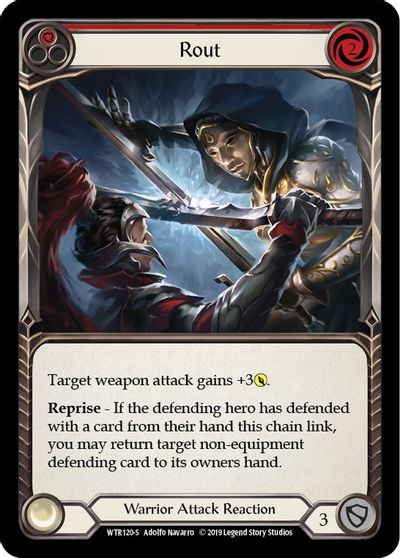 Rout
2
Target weapon attack gains +3.
Reprise - If the defending hero has defended
with a card from their hand this chain link,
you may return target non-equipment
defending card to its owners hand.
Warrior Attack Reaction
3
WTR120-S Adolfo Navarro © 2019 Legend Story Studios